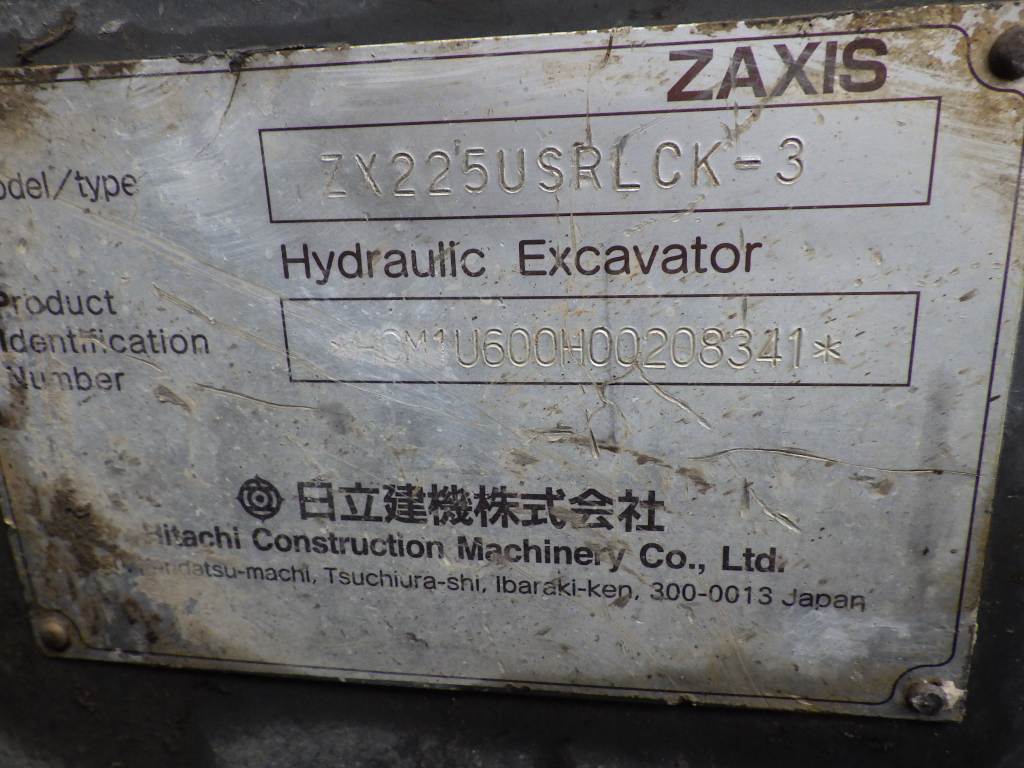 ZAXIS
odel/type
ZX225USRLCK-3
Hydraulic Excavator
Product
Identification
Number
*HCM1U600H00208341*
日立建機株式会社
Hitachi Construction Machinery Co., Ltd.
Tsuchiura-shi, Ibaraki-ken, 300-0013 Japan